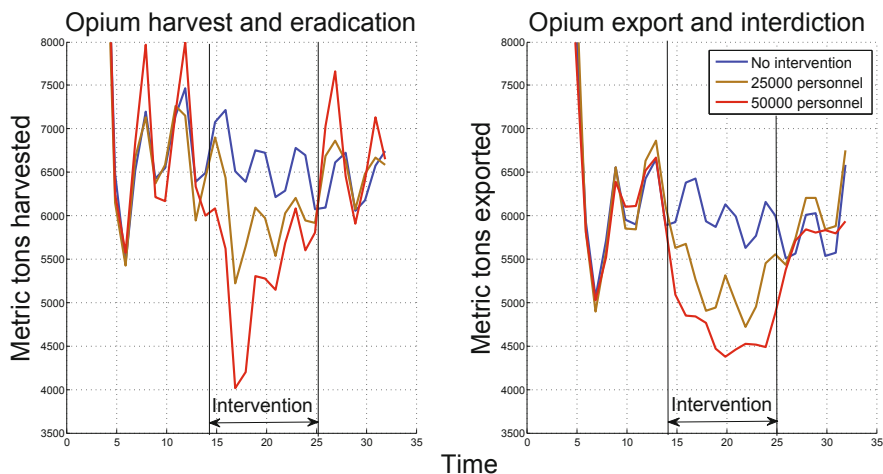 Opium harvest and eradication
Metric tons harvested
8000
7500
7000
6500
6000
5500
5000
4500
4000
3500
0 5 10 15 20 25 30 35
Intervention
Opium export and interdiction
Metric tons exported
8000
7500
7000
6500
6000
5500
5000
4500
4000
3500
0 5 10 15 20 25 30 35
Intervention
No intervention
25000 personnel
50000 personnel
Time